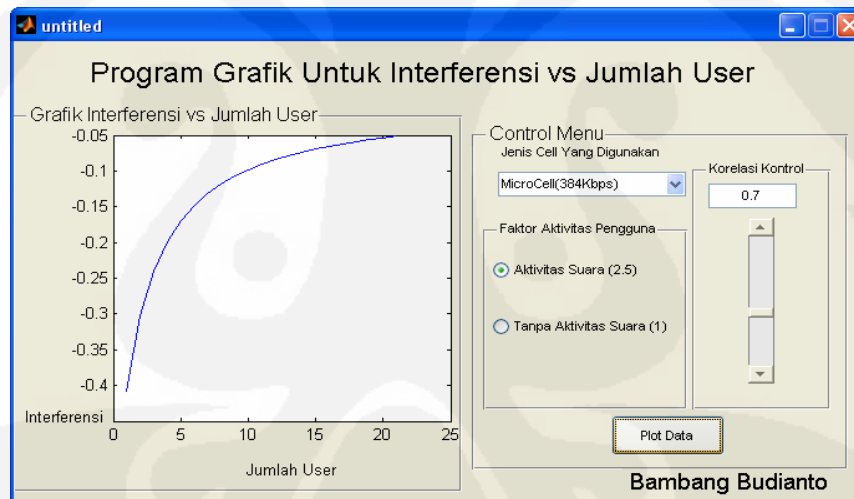 untitled
Program Grafik Untuk Interferensi vs Jumlah User
Grafik Interferensi vs Jumlah User
-0.05
-0.1
-0.15
-0.2
-0.25
-0.3
-0.35
-0.4
Interferensi
0 5 10 15 20 25
Jumlah User
Control Menu
Jenis Cell Yang Digunakan
MicroCell(384Kbps)
Faktor Aktivitas Pengguna
Aktivitas Suara (2.5)
Tanpa Aktivitas Suara (1)
Korelasi Kontrol
0.7
Plot Data
Bambang Budianto